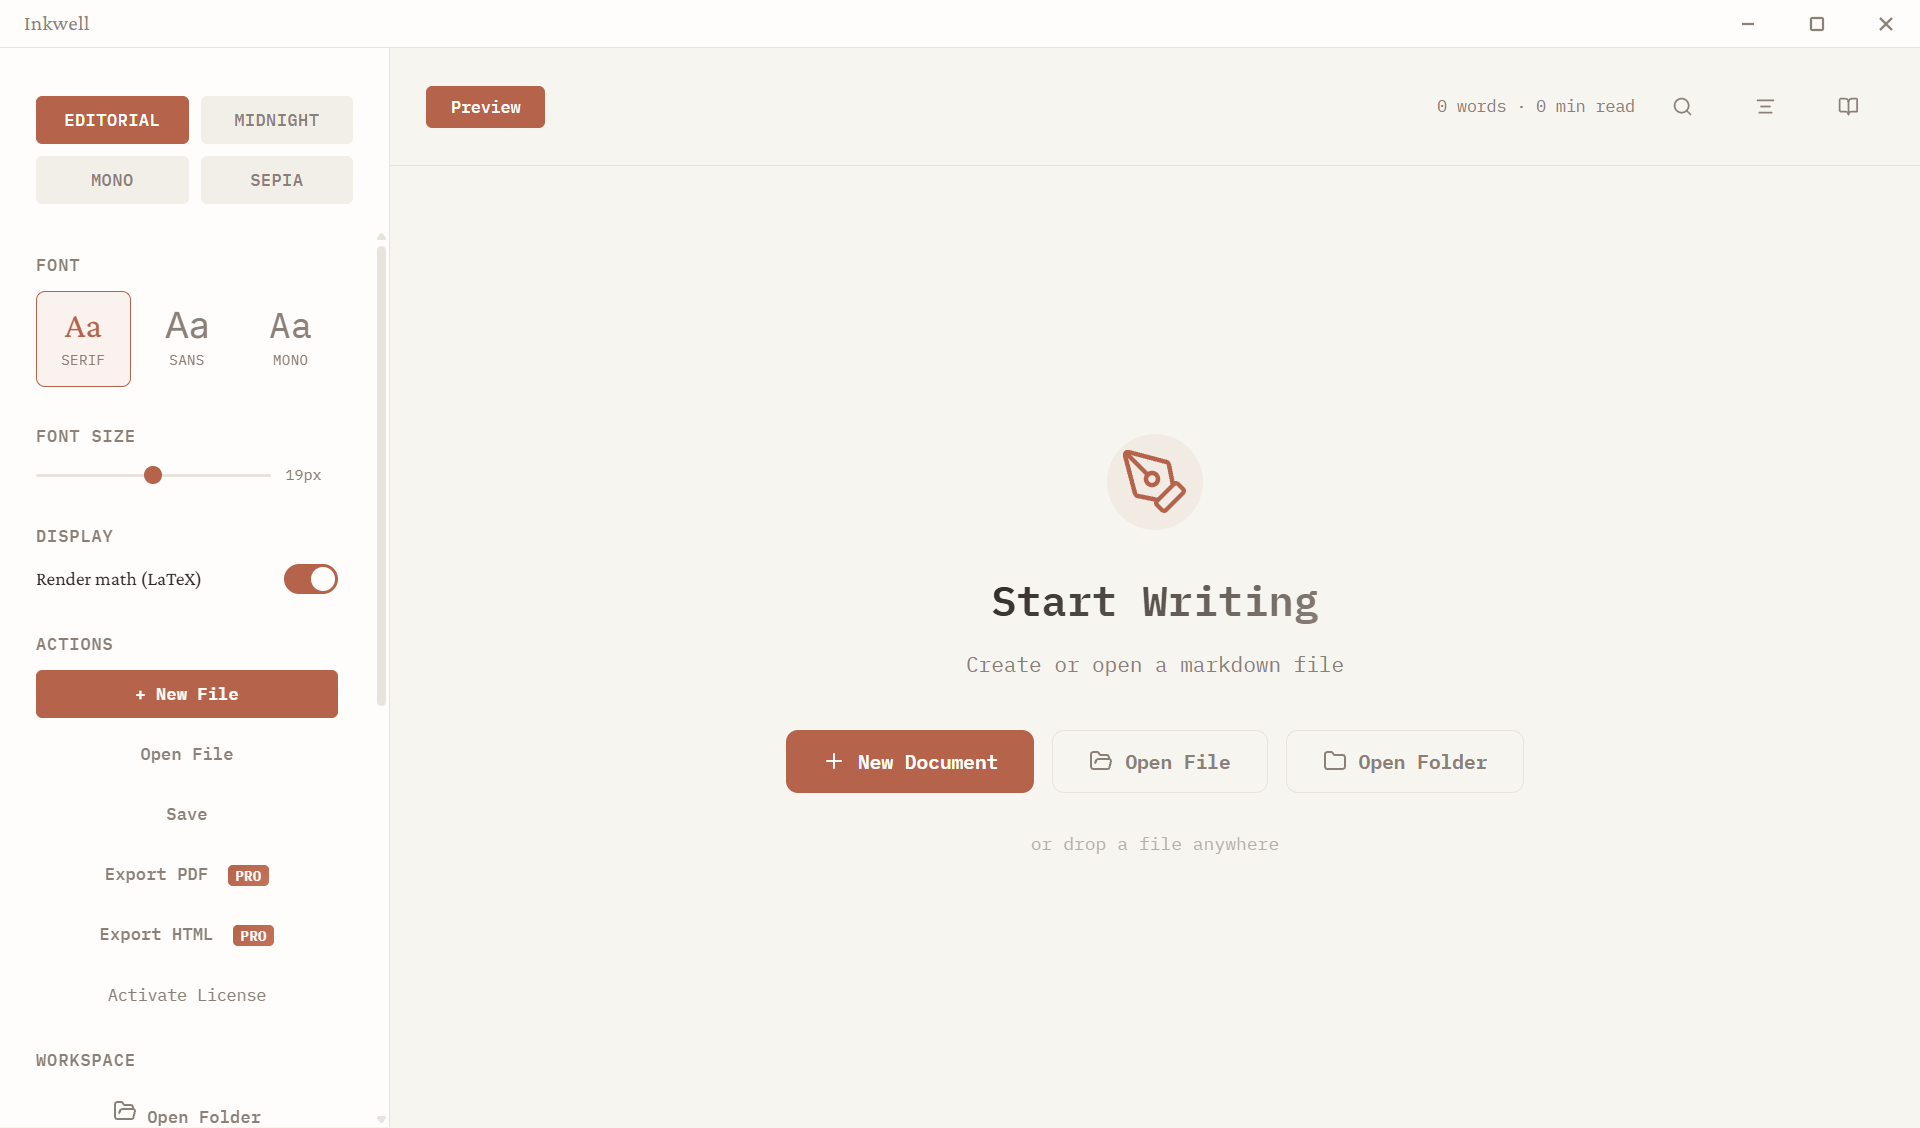 Inkwell
EDITORIAL MIDNIGHT
MONO SEPIA
FONT
Aa Aa Aa
SERIF SANS MONO
FONT SIZE
19px
DISPLAY
Render math (LaTeX)
ACTIONS
+ New File
Open File
Save
Export PDF PRO
Export HTML PRO
Activate License
WORKSPACE
Open Folder
Preview
0 words · 0 min read
Start Writing
Create or open a markdown file
New Document Open File Open Folder
or drop a file anywhere